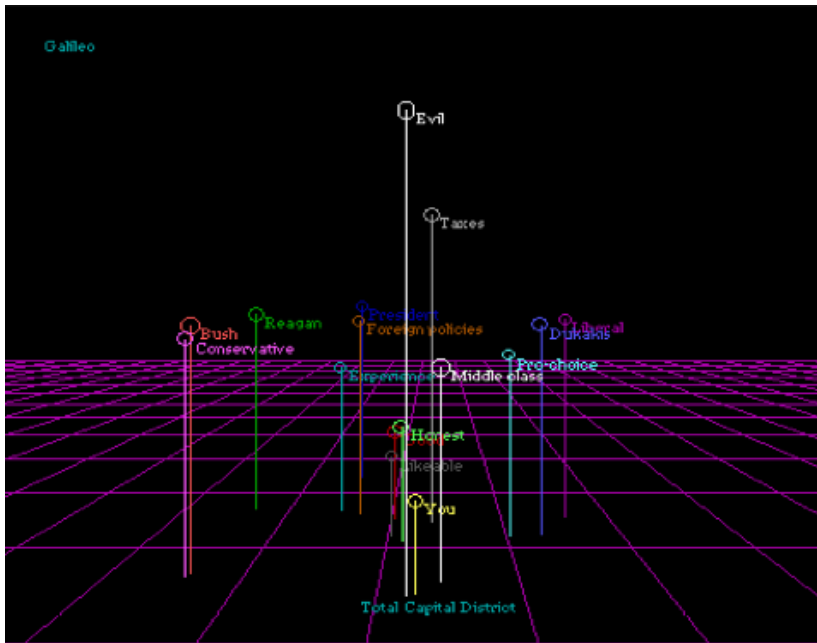 Galileo
Evil
Taxes
President
Reagan
Liberal
Bush
Foreign policies
Dukakis
Conservative
Pro-choice
Experience
Middle class
Honest
Likeable
You
Total Capital District